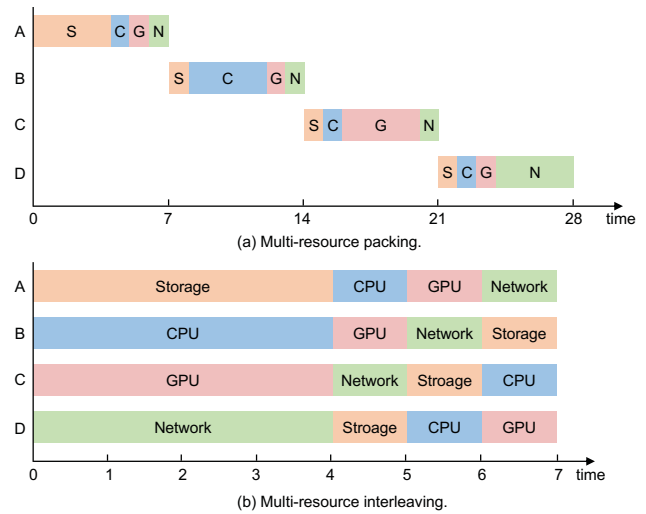 A S C G N
B S C G N
C S C G N
D S C G N
0 7 14 21 28 time
(a) Multi-resource packing.
A Storage CPU GPU Network
B CPU GPU Network Storage
C GPU Network Stroage CPU
D Network Stroage CPU GPU
0 1 2 3 4 5 6 7 time
(b) Multi-resource interleaving.